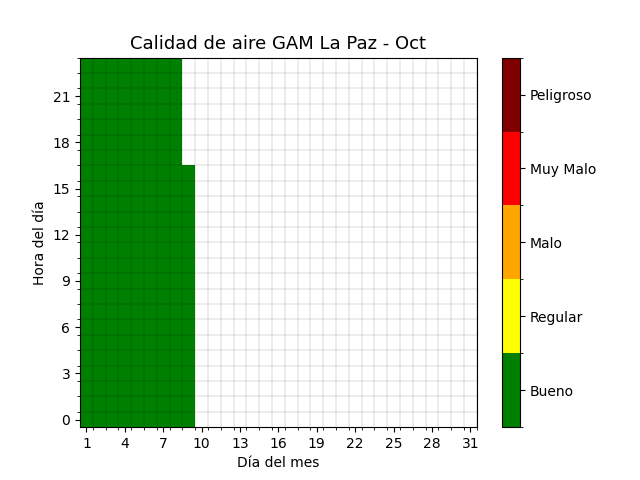 Calidad de aire GAM La Paz - Oct
Hora del día
21
18
15
12
9
6
3
0
1 4 7 10 13 16 19 22 25 28 31
Día del mes
Peligroso
Muy Malo
Malo
Regular
Bueno